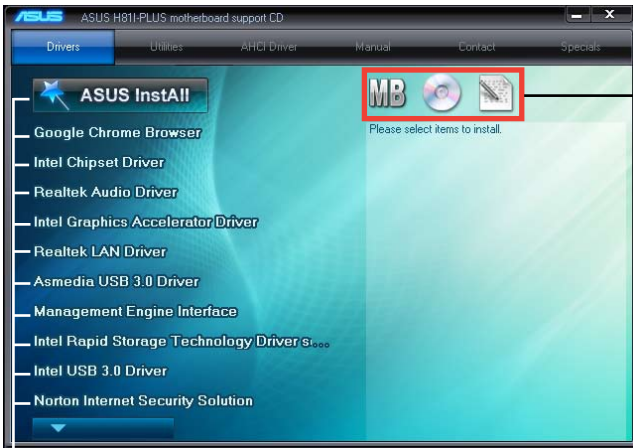 ASUS ASUS H81I-PLUS motherboard support CD
Drivers Utilities AHCI Driver Manual Contact Specials
ASUS InstAll
MB
Please select items to install.
Google Chrome Browser
Intel Chipset Driver
Realtek Audio Driver
Intel Graphics Accelerator Driver
Realtek LAN Driver
Asmedia USB 3.0 Driver
Management Engine Interface
Intel Rapid Storage Technology Driver s...
Intel USB 3.0 Driver
Norton Internet Security Solution